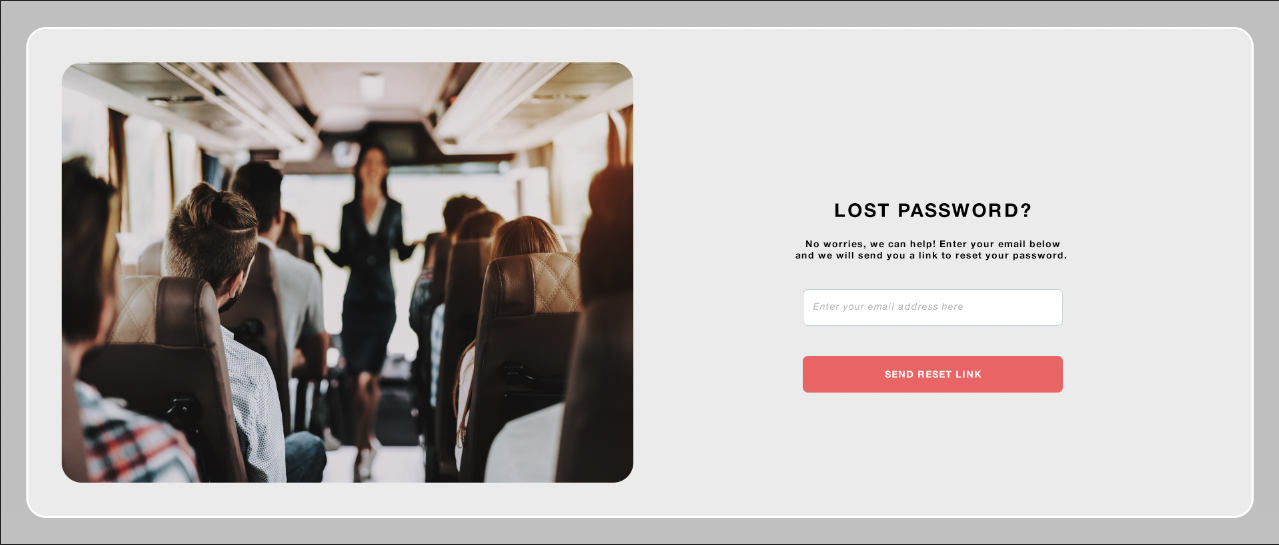 LOST PASSWORD?
No worries, we can help! Enter your email below
and we will send you a link to reset your password.
Enter your email address here
SEND RESET LINK